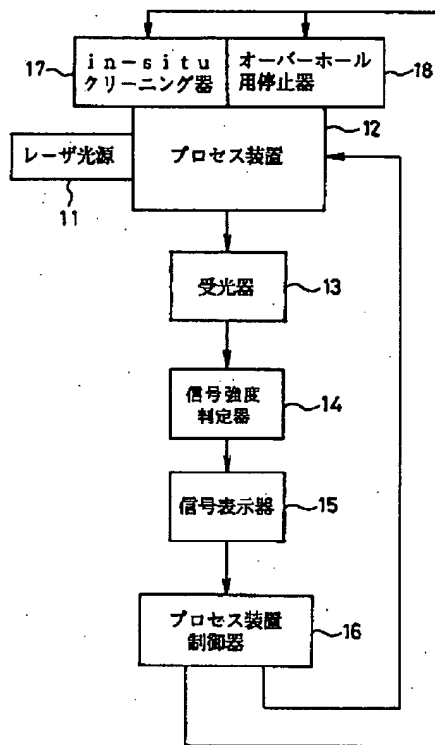 17
in-situ
クリーニング器
オーバーホール
用停止器
18
12
レーザ光源
プロセス装置
11
受光器
13
信号強度
判定器
14
信号表示器
15
プロセス装置
制御器
16